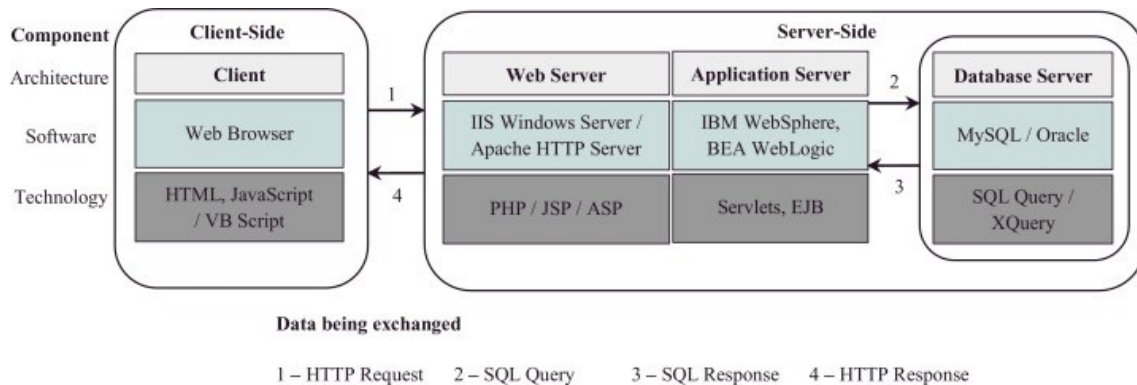 Component
Client-Side
Server-Side
Architecture
Client
Web Server
Application Server
Database Server
1
2
Software
Web Browser
IIS Windows Server /
Apache HTTP Server
IBM WebSphere,
BEA WebLogic
MySQL / Oracle
4
3
Technology
HTML, JavaScript
/ VB Script
PHP / JSP / ASP
Servlets, EJB
SQL Query /
XQuery
Data being exchanged
1 – HTTP Request 2 – SQL Query 3 – SQL Response 4 – HTTP Response